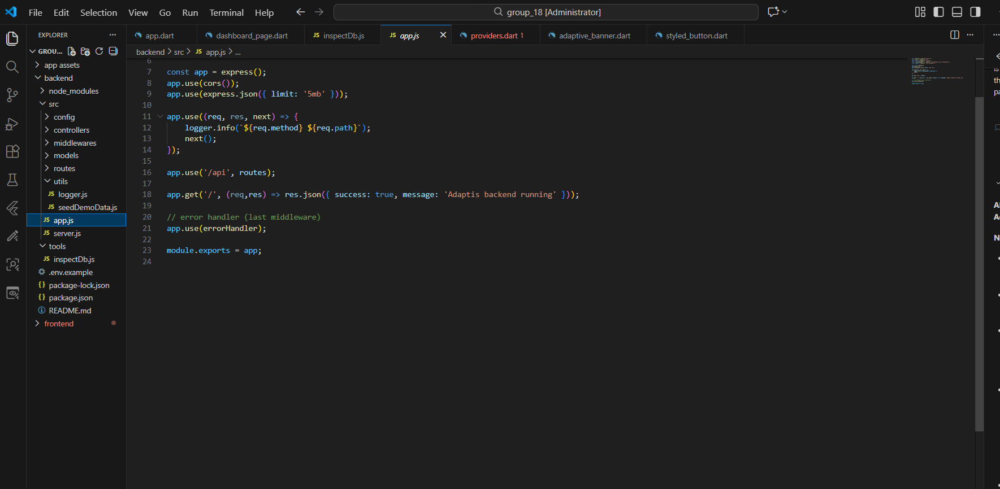 File Edit Selection View Go Run Terminal Help
group_18 [Administrator]
EXPLORER
GROU...
app assets
backend
node_modules
src
config
controllers
middlewares
models
routes
utils
JS logger.js
JS seedDemoData.js
JS app.js
JS server.js
tools
JS inspectDb.js
.env.example
{} package-lock.json
{} package.json
README.md
frontend
app.dart
dashboard_page.dart
JS inspectDb.js
JS app.js
providers.dart 1
adaptive_banner.dart
styled_button.dart
backend > src > JS app.js > ...
6
7 const app = express();
8 app.use(cors());
9 app.use(express.json({ limit: '5mb' }));
10
11 app.use((req, res, next) => {
12 logger.info(`${req.method} ${req.path}`);
13 next();
14 });
15
16 app.use('/api', routes);
17
18 app.get('/', (req,res) => res.json({ success: true, message: 'Adaptis backend running' }));
19
20 // error handler (last middleware)
21 app.use(errorHandler);
22
23 module.exports = app;
24